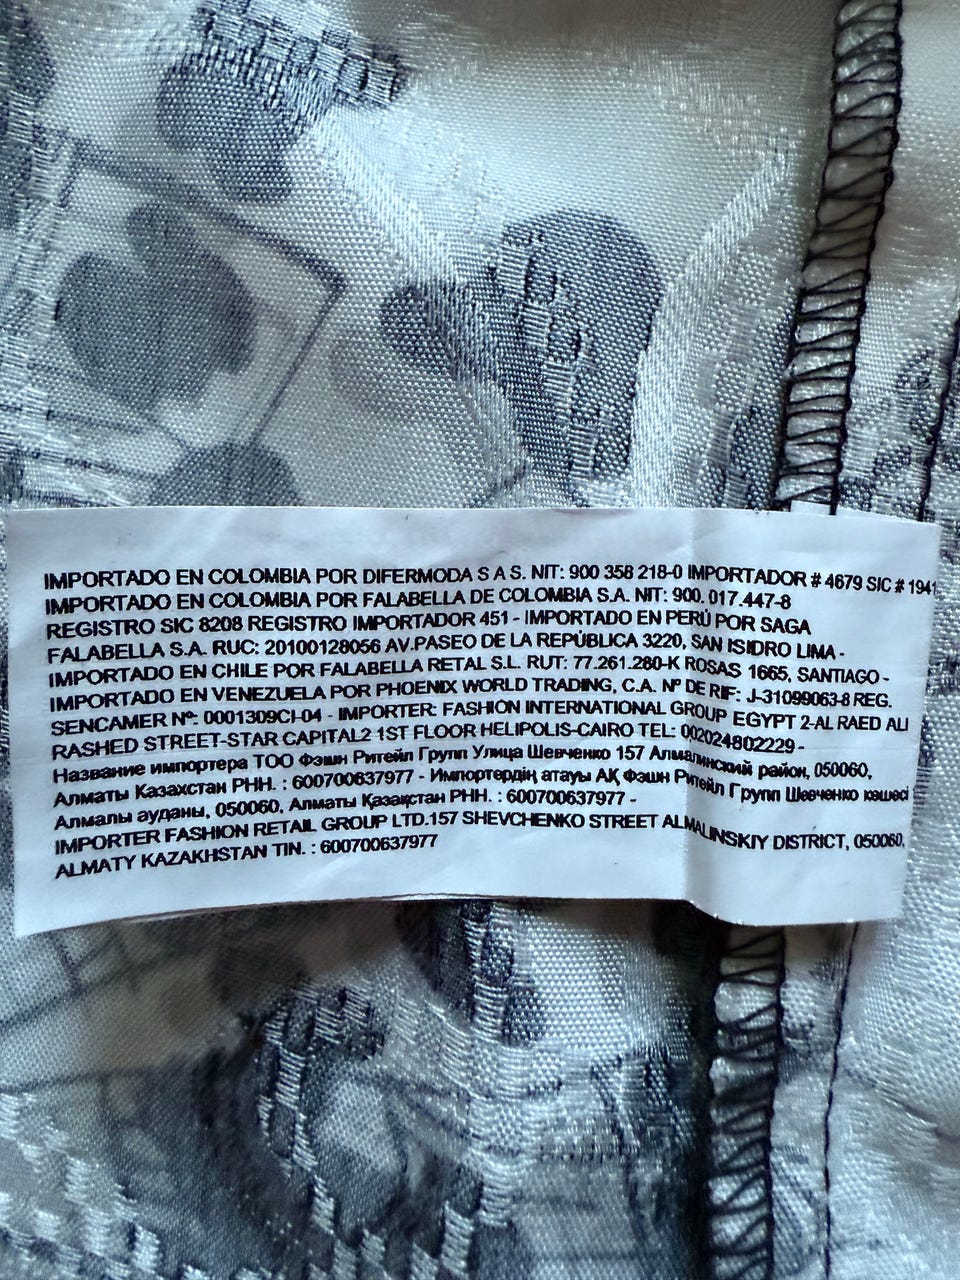 IMPORTADO EN COLOMBIA POR DIFERMODA S A S. NIT: 900 358 218-0 IMPORTADOR # 4679 SIC # 1941
IMPORTADO EN COLOMBIA POR FALABELLA DE COLOMBIA S.A. NIT: 900. 017.447-8
REGISTRO SIC 8208 REGISTRO IMPORTADOR 451 - IMPORTADO EN PERÚ POR SAGA
FALABELLA S.A. RUC: 20100128056 AV.PASEO DE LA REPÚBLICA 3220, SAN ISIDRO LIMA -
IMPORTADO EN CHILE POR FALABELLA RETAL S.L. RUT: 77.261.280-K ROSAS 1665, SANTIAGO -
IMPORTADO EN VENEZUELA POR PHOENIX WORLD TRADING, C.A. Nº DE RIF: J-31099063-8 REG.
SENCAMER Nº: 0001309CI-04 - IMPORTER: FASHION INTERNATIONAL GROUP EGYPT 2-AL RAED ALI
RASHED STREET-STAR CAPITAL2 1ST FLOOR HELIPOLIS-CAIRO TEL: 002024802229 -
Название импортера ТОО Фэшн Ритейл Групп Улица Шевченко 157 Алмалинский район, 050060,
Алматы Казахстан РНН. : 600700637977 - Импортердің атауы АҚ Фэшн Ритейл Групп Шевченко көшесі
Алмалы ауданы, 050060, Алматы Қазақстан РНН. : 600700637977 -
IMPORTER FASHION RETAIL GROUP LTD.157 SHEVCHENKO STREET ALMALINSKIY DISTRICT, 050060,
ALMATY KAZAKHSTAN TIN. : 600700637977